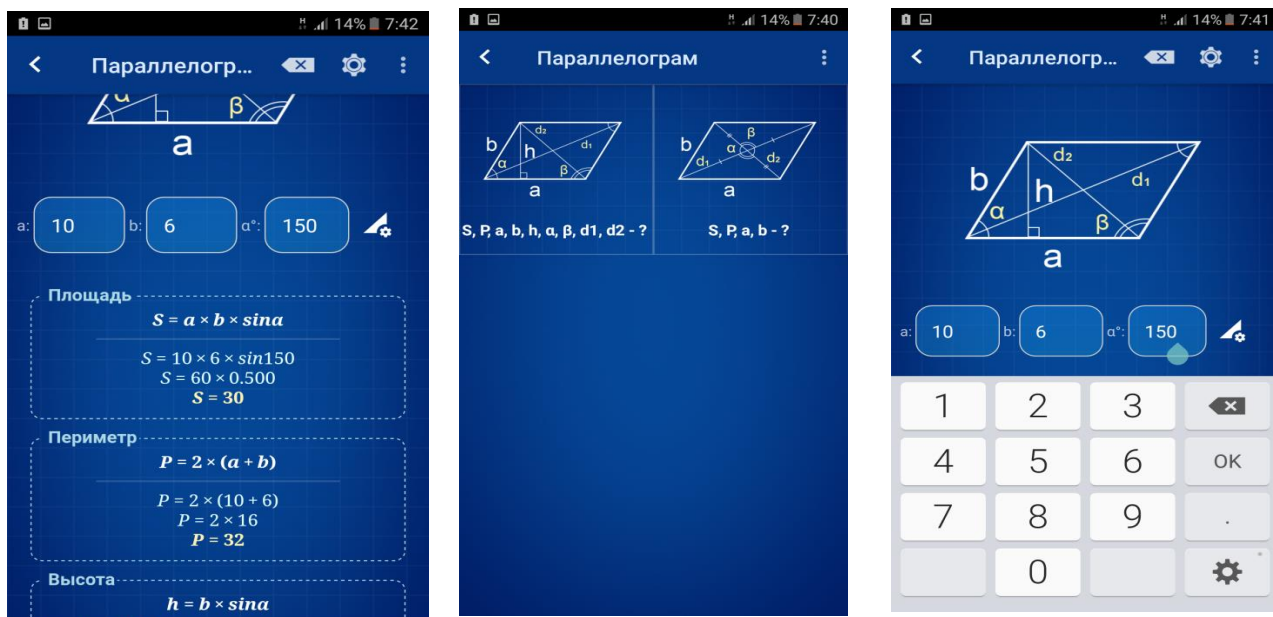 14% 7:42
Параллелогр...
α
β
a
a: 10 b: 6 α°: 150
Площадь
S = a × b × sina
S = 10 × 6 × sin150
S = 60 × 0.500
S = 30
Периметр
P = 2 × (a + b)
P = 2 × (10 + 6)
P = 2 × 16
P = 32
Высота
h = b × sina
14% 7:40
Параллелограм
b
d₂
h
d₁
α
β
a
S, P, a, b, h, α, β, d1, d2 - ?
b
β
α
d₁
d₂
a
S, P, a, b - ?
14% 7:41
Параллелогр...
d₂
b
h
d₁
α
β
a
a: 10 b: 6 α°: 150
1 2 3
4 5 6 OK
7 8 9 .
0